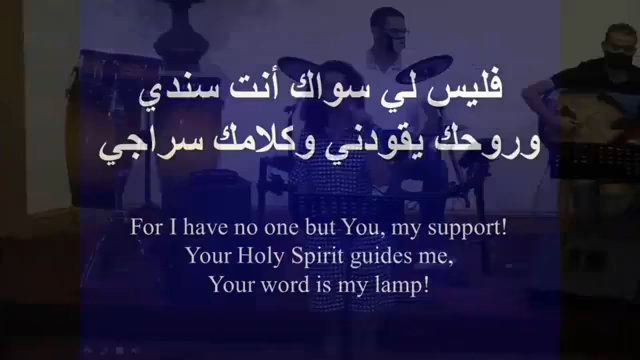 فليس لي سواك أنت سندي
وروحك يقودني وكلامك سراجي
For I have no one but You, my support!
Your Holy Spirit guides me,
Your word is my lamp!